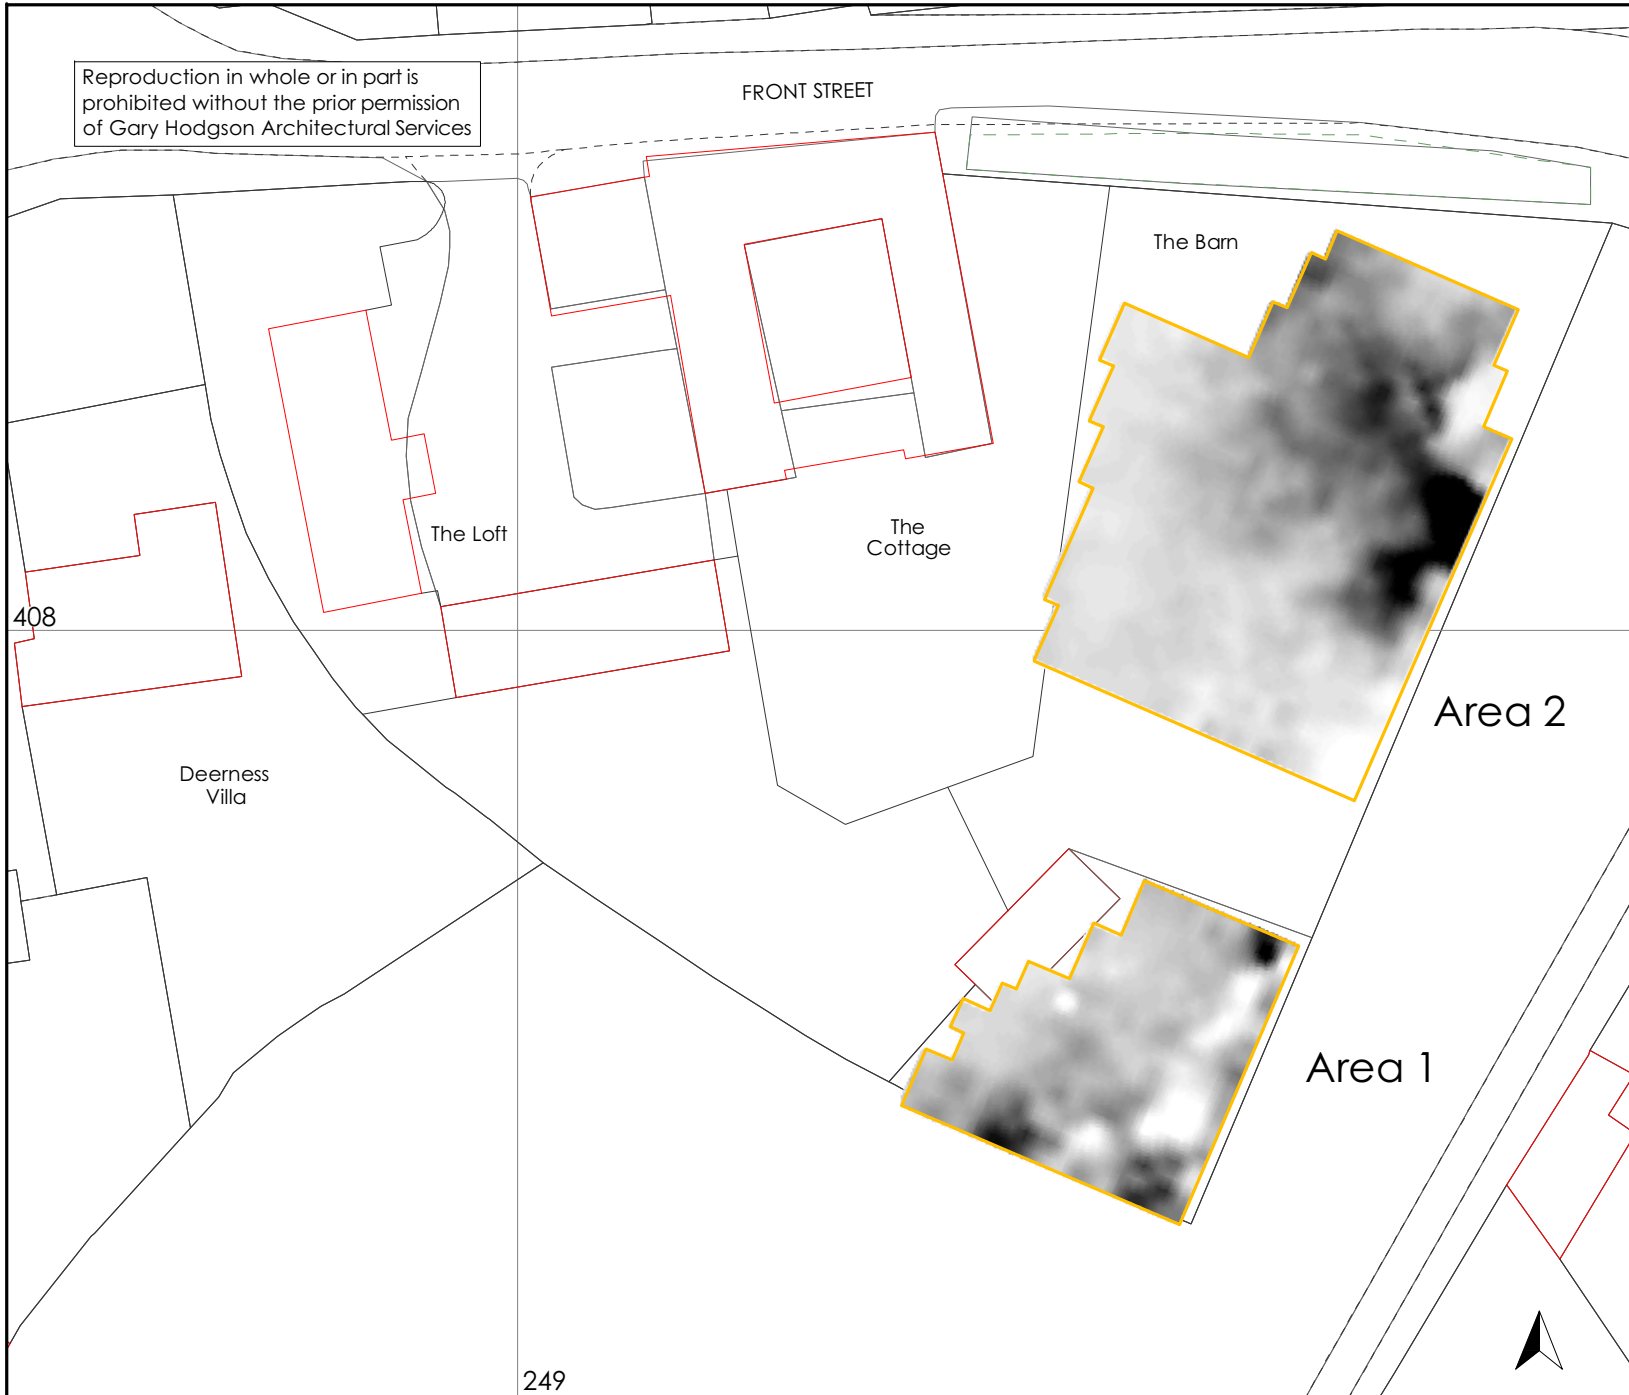 Reproduction in whole or in part is
prohibited without the prior permission
of Gary Hodgson Architectural Services
FRONT STREET
The Barn
The Loft
The
Cottage
408
Area 2
Deerness
Villa
Area 1
249